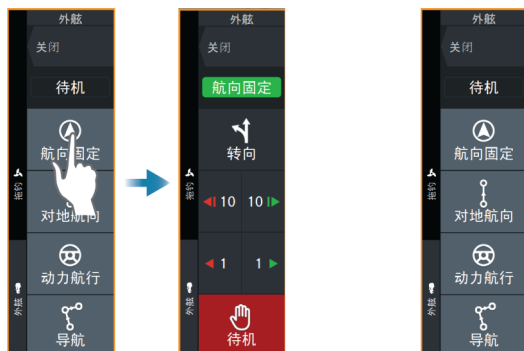 外舷
关闭
待机
航向固定
对地航向
动力航行
导航
拖钓
外舷
外舷
关闭
航向固定
转向
10
10
1
1
待机
拖钓
外舷
外舷
关闭
待机
航向固定
对地航向
动力航行
导航
拖钓
外舷